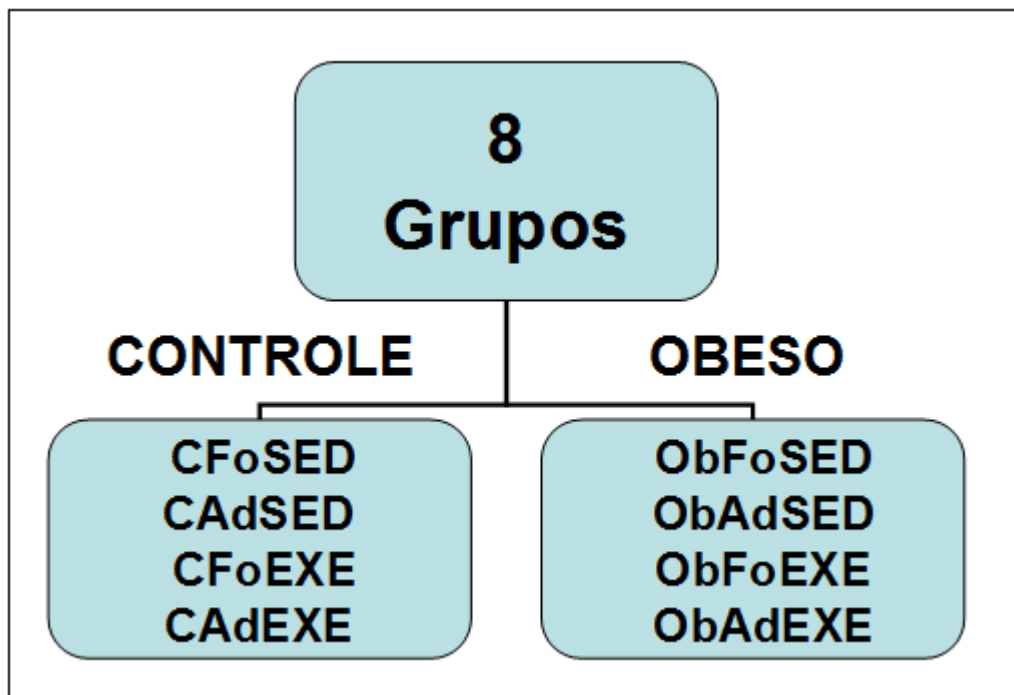 8
Grupos
CONTROLE
OBESO
CFoSED
CAdSED
CFoEXE
CAdEXE
ObFoSED
ObAdSED
ObFoEXE
ObAdEXE